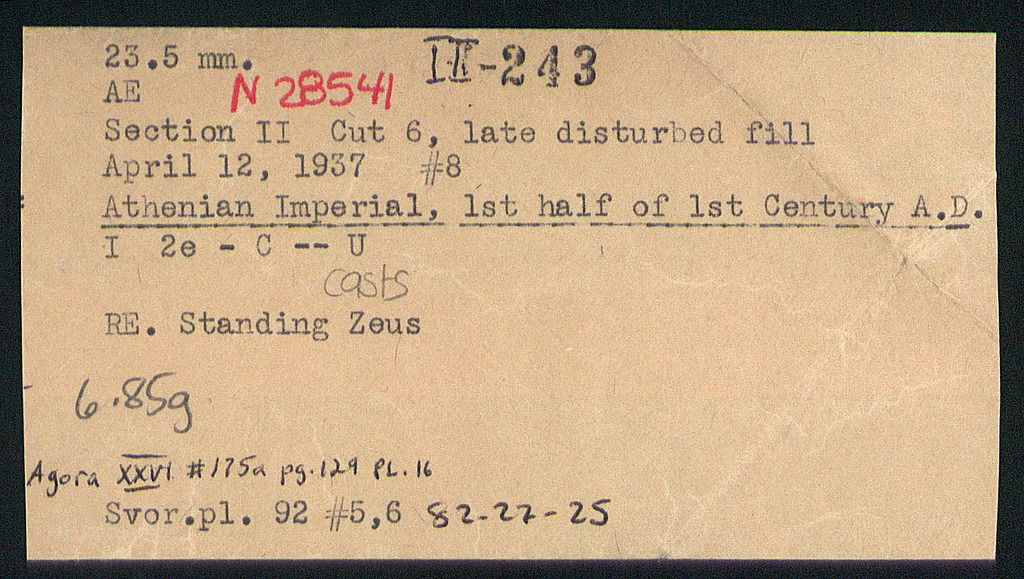 23.5 mm. II-243
AE N 28541
Section II Cut 6, late disturbed fill
April 12, 1937 #8
Athenian Imperial, 1st half of 1st Century A.D.
I 2e - C -- U
casts
RE. Standing Zeus
6.85g
Agora XXVI #175a pg.129 PL.16
Svor.pl. 92 #5,6 82-27-25